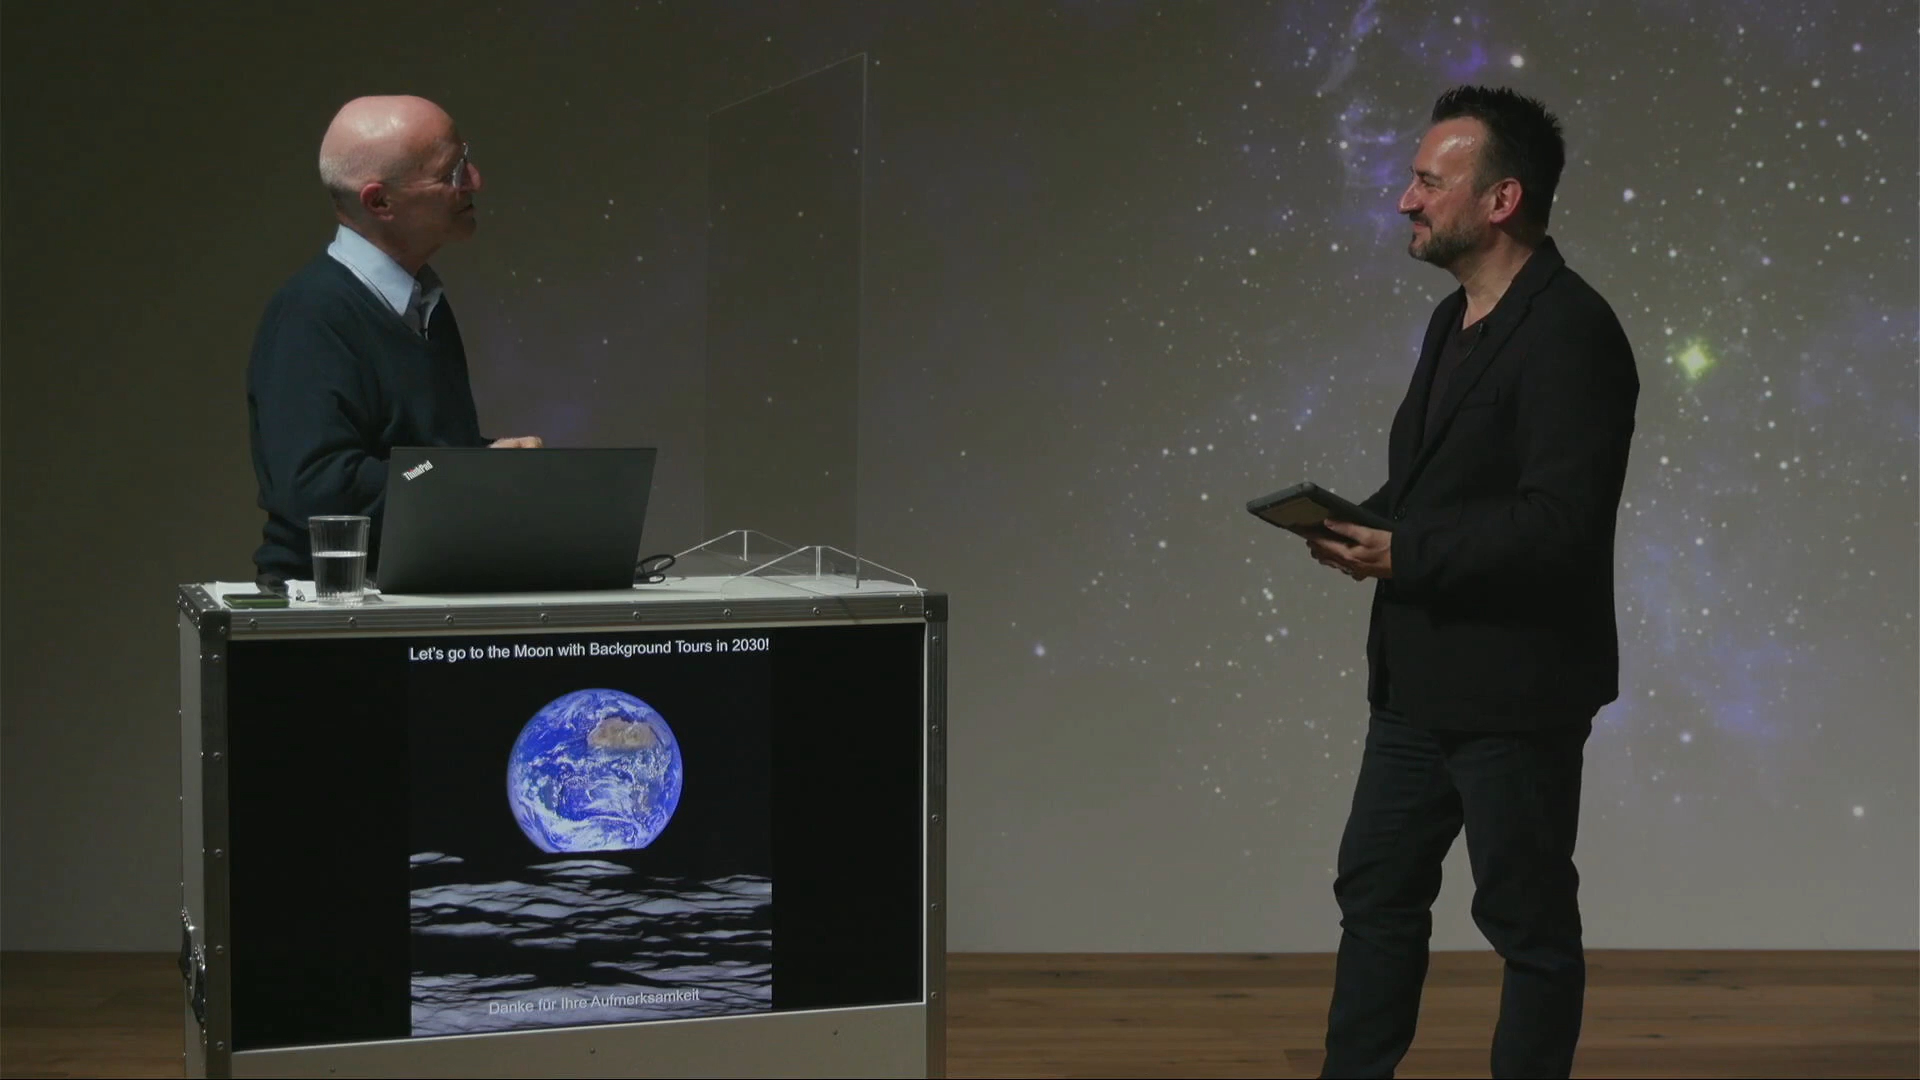 ThinkPad
Let's go to the Moon with Background Tours in 2030!
Danke für Ihre Aufmerksamkeit